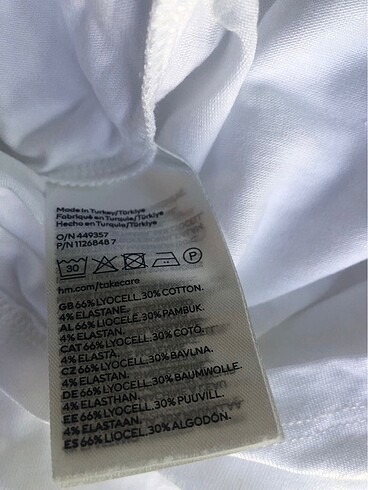 Made in Turkey/Türkiye
Fabriqué en Turquie/Türkiye
Hecho en Turquía/Türkiye
O/N 449357
P/N 1126848 7
30 P
hm.com/takecare
GB 66% LYOCELL. 30% COTTON.
4% ELASTANE.
AL 66% LIOCELË. 30% PAMBUK.
4% ELASTAN.
CAT 66% LYOCELL. 30% COTÓ.
4% ELASTÀ.
CZ 66% LYOCELL. 30% BAVLNA.
4% ELASTAN.
DE 66% LYOCELL. 30% BAUMWOLLE.
4% ELASTHAN.
EE 66% LYOCELL. 30% PUUVILL.
4% ELASTAAN.
ES 66% LIOCEL. 30% ALGODÓN.